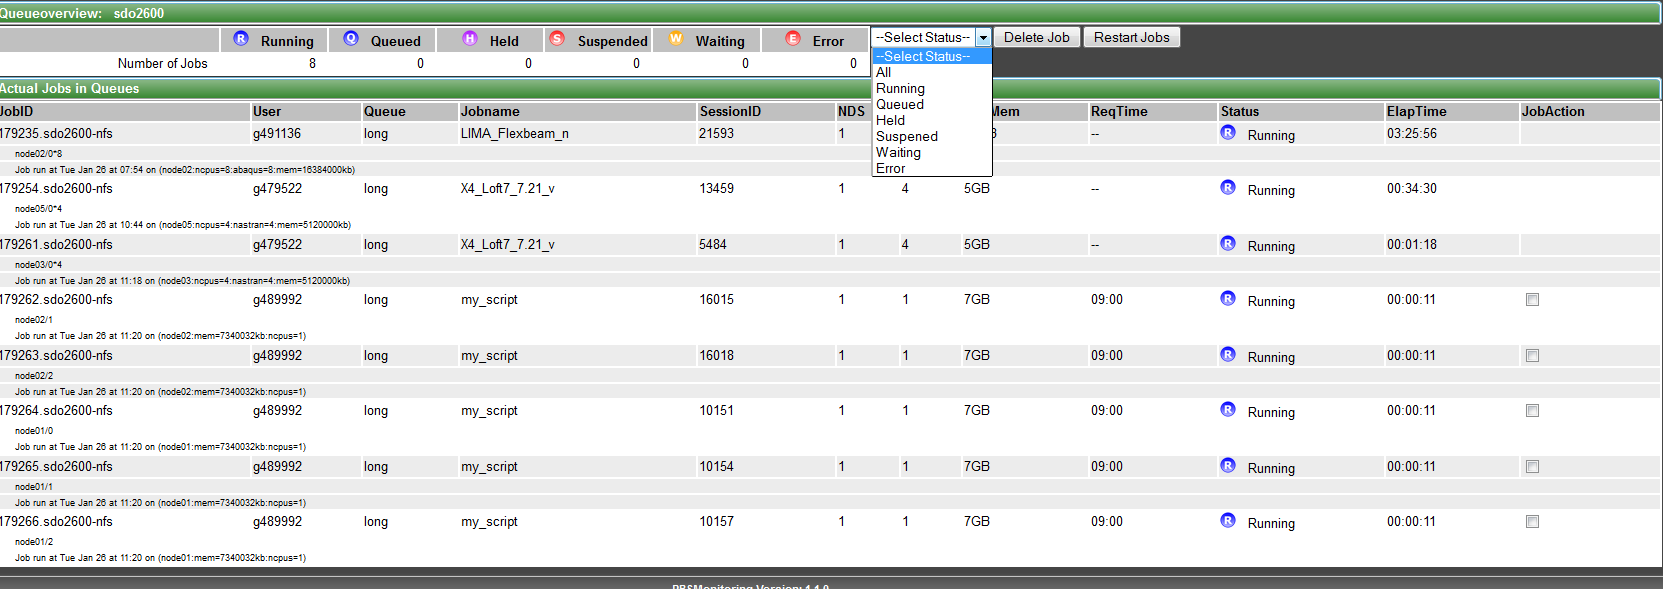 Queueoverview: sdo2600
Running Queued Held Suspended Waiting Error --Select Status-- Delete Job Restart Jobs
Number of Jobs 8 0 0 0 0 0
--Select Status--
All
Running
Queued
Held
Suspened
Waiting
Error
Actual Jobs in Queues
JobID User Queue Jobname SessionID NDS Mem ReqTime Status ElapTime JobAction
179235.sdo2600-nfs g491136 long LIMA_Flexbeam_n 21593 1 -- R Running 03:25:56
node02/0*8
Job run at Tue Jan 26 at 07:54 on (node02:ncpus=8:abaqus=8:mem=16384000kb)
179254.sdo2600-nfs g479522 long X4_Loft7_7.21_v 13459 1 4 5GB -- R Running 00:34:30
node05/0*4
Job run at Tue Jan 26 at 10:44 on (node05:ncpus=4:nastran=4:mem=5120000kb)
179261.sdo2600-nfs g479522 long X4_Loft7_7.21_v 5484 1 4 5GB -- R Running 00:01:18
node03/0*4
Job run at Tue Jan 26 at 11:18 on (node03:ncpus=4:nastran=4:mem=5120000kb)
179262.sdo2600-nfs g489992 long my_script 16015 1 1 7GB 09:00 R Running 00:00:11
node02/1
Job run at Tue Jan 26 at 11:20 on (node02:mem=7340032kb:ncpus=1)
179263.sdo2600-nfs g489992 long my_script 16018 1 1 7GB 09:00 R Running 00:00:11
node02/2
Job run at Tue Jan 26 at 11:20 on (node02:mem=7340032kb:ncpus=1)
179264.sdo2600-nfs g489992 long my_script 10151 1 1 7GB 09:00 R Running 00:00:11
node01/0
Job run at Tue Jan 26 at 11:20 on (node01:mem=7340032kb:ncpus=1)
179265.sdo2600-nfs g489992 long my_script 10154 1 1 7GB 09:00 R Running 00:00:11
node01/1
Job run at Tue Jan 26 at 11:20 on (node01:mem=7340032kb:ncpus=1)
179266.sdo2600-nfs g489992 long my_script 10157 1 1 7GB 09:00 R Running 00:00:11
node01/2
Job run at Tue Jan 26 at 11:20 on (node01:mem=7340032kb:ncpus=1)
PBSMonitoring Version: 1.1.0